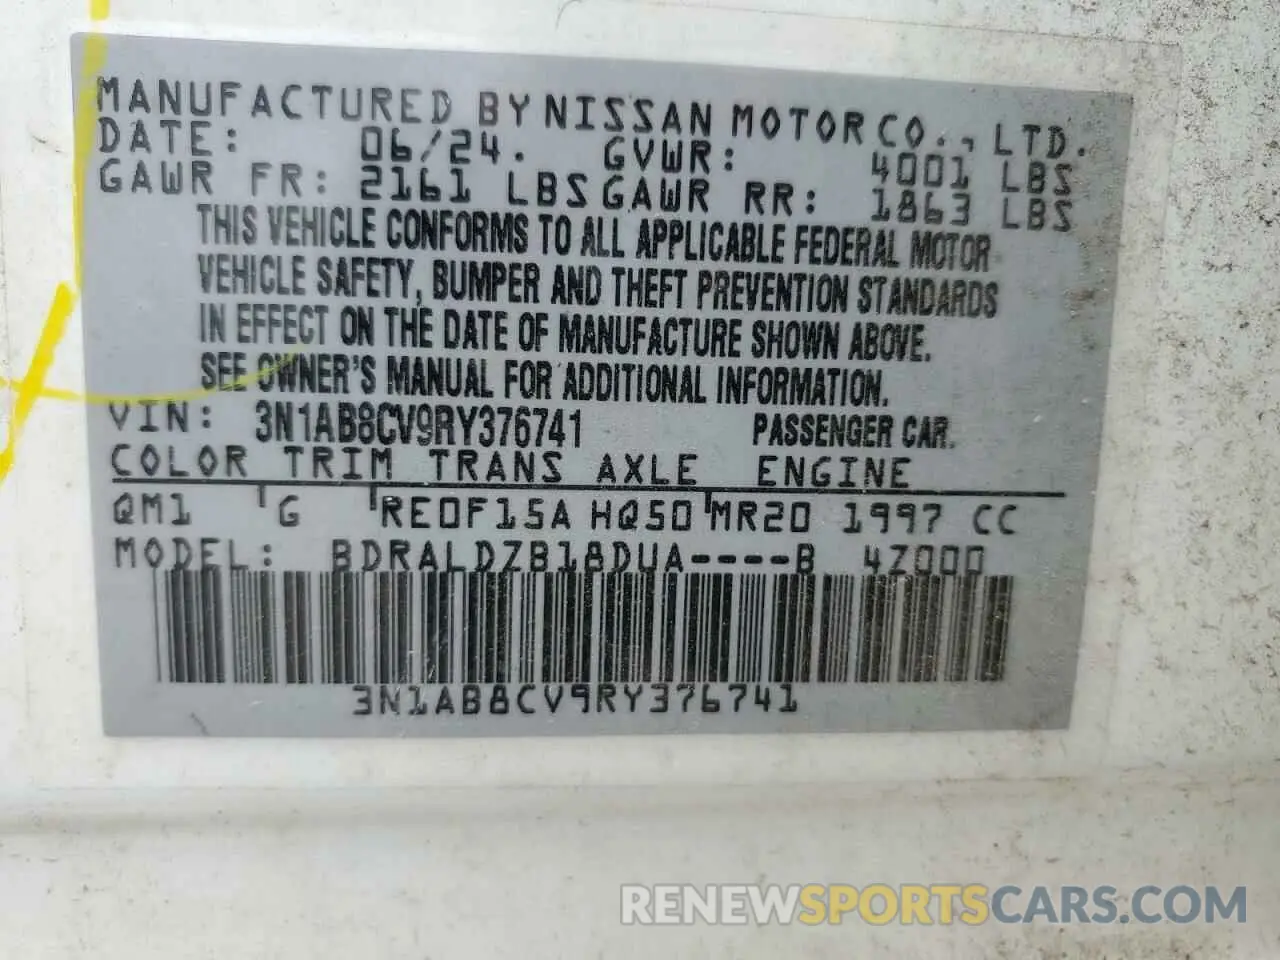 MANUFACTURED BY NISSAN MOTOR CO., LTD.
DATE: 06/24. GVWR: 4001 LBS
GAWR FR: 2161 LBS GAWR RR: 1863 LBS
THIS VEHICLE CONFORMS TO ALL APPLICABLE FEDERAL MOTOR
VEHICLE SAFETY, BUMPER AND THEFT PREVENTION STANDARDS
IN EFFECT ON THE DATE OF MANUFACTURE SHOWN ABOVE.
SEE OWNER'S MANUAL FOR ADDITIONAL INFORMATION.
VIN: 3N1AB8CV9RY376741 PASSENGER CAR.
COLOR TRIM TRANS AXLE ENGINE
QM1 G RE0F15A HQ50 MR20 1997 CC
MODEL: BDRALDZB18DUA----B 4Z000
3N1AB8CV9RY376741
RENEWSPORTSCARS.COM